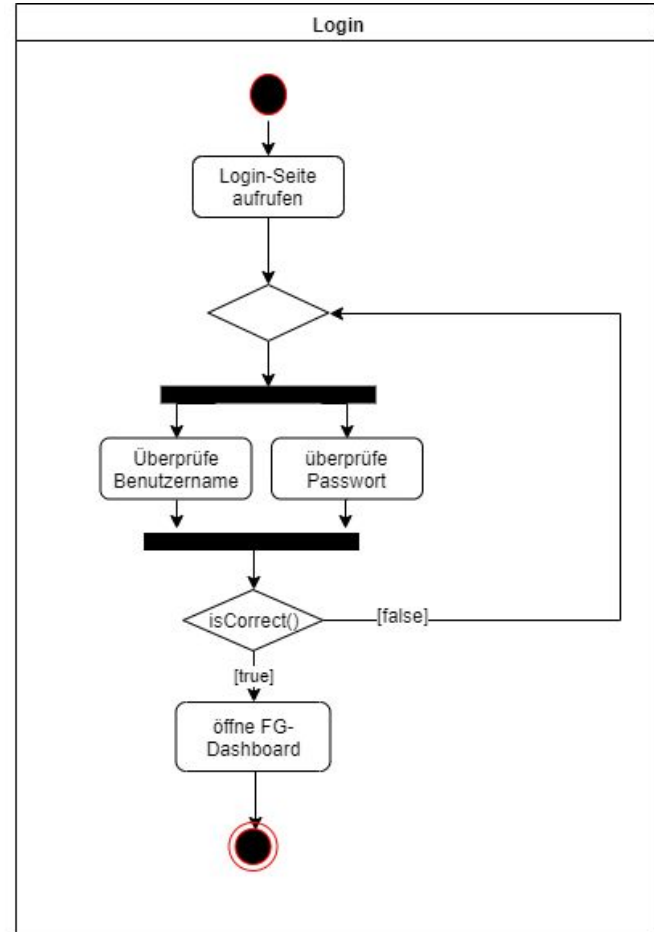 Login
Login-Seite
aufrufen
Überprüfe
Benutzername
überprüfe
Passwort
isCorrect()
[false]
[true]
öffne FG-
Dashboard